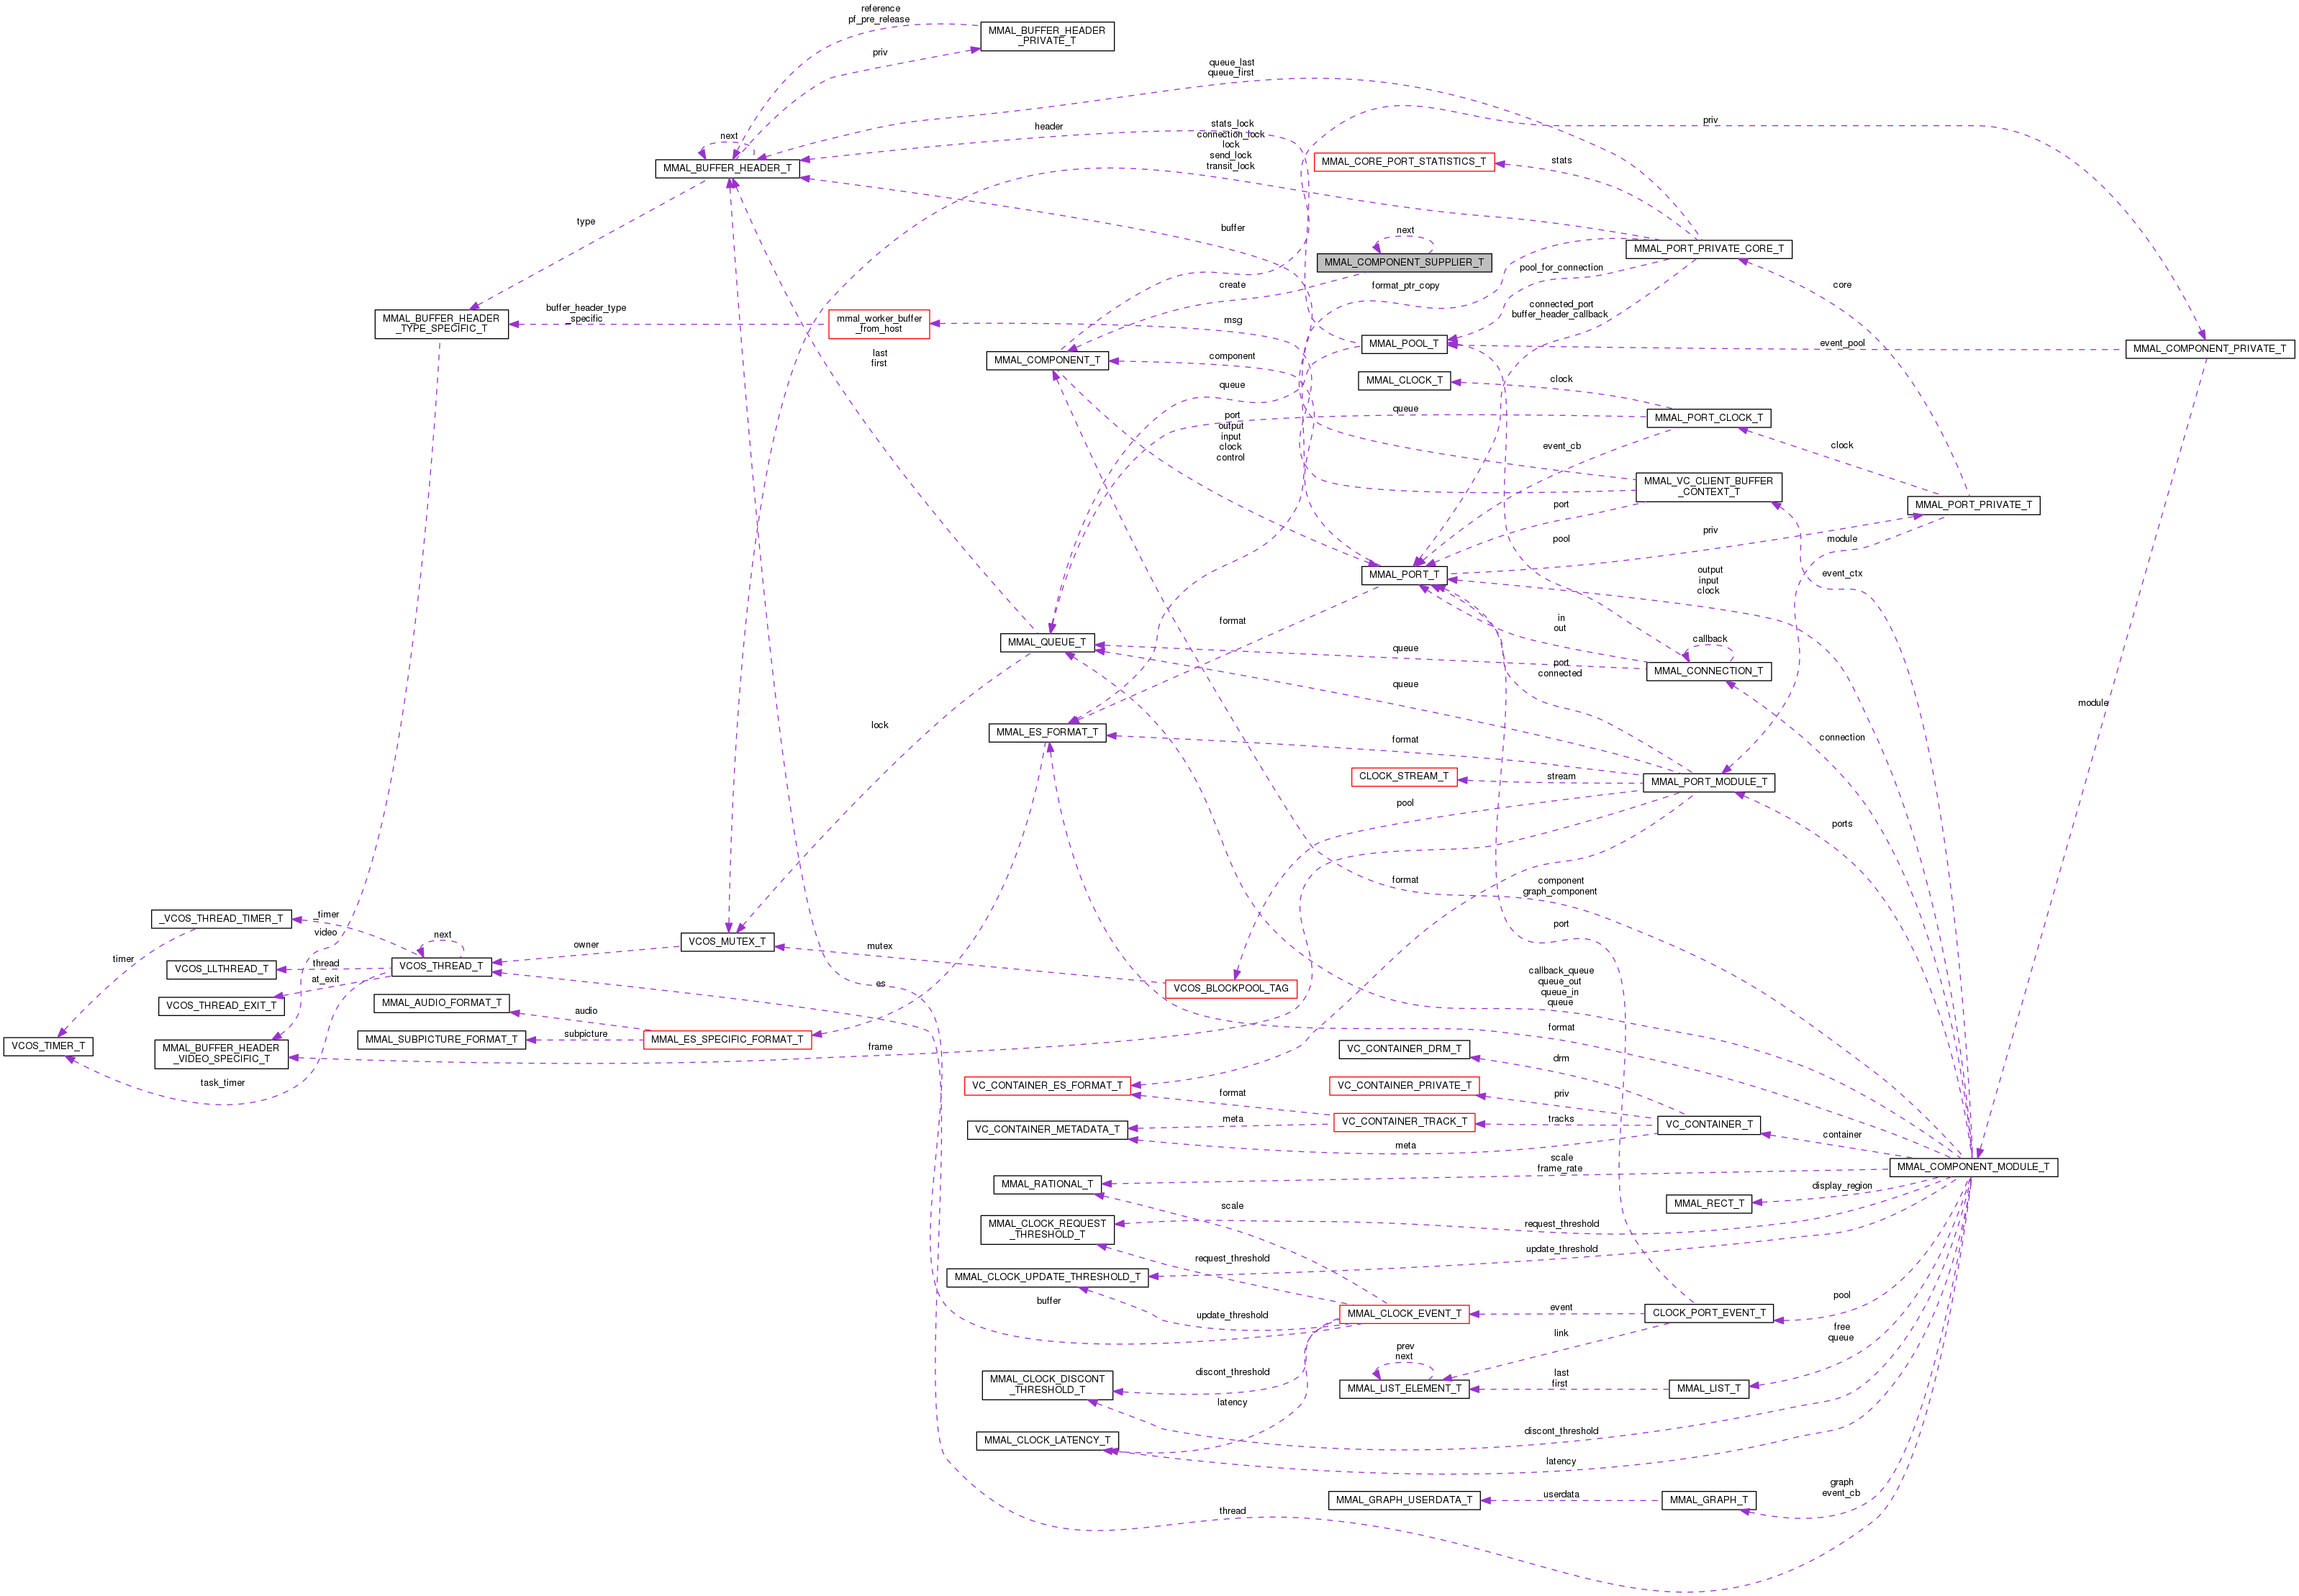 reference
pf_pre_release
MMAL_BUFFER_HEADER
_PRIVATE_T
priv
queue_last
queue_first
priv
next
header
stats_lock
connection_lock
lock
send_lock
transit_lock
MMAL_BUFFER_HEADER_T
MMAL_CORE_PORT_STATISTICS_T
stats
type
buffer
next
MMAL_PORT_PRIVATE_CORE_T
MMAL_COMPONENT_SUPPLIER_T
pool_for_connection
create
format_ptr_copy
core
MMAL_BUFFER_HEADER
_TYPE_SPECIFIC_T
buffer_header_type
_specific
mmal_worker_buffer
_from_host
msg
connected_port
buffer_header_callback
MMAL_POOL_T
event_pool
MMAL_COMPONENT_PRIVATE_T
last
first
MMAL_COMPONENT_T
component
MMAL_CLOCK_T
clock
queue
queue
MMAL_PORT_CLOCK_T
port
output
input
clock
control
event_cb
clock
MMAL_VC_CLIENT_BUFFER
_CONTEXT_T
port
MMAL_PORT_PRIVATE_T
priv
pool
module
MMAL_PORT_T
output
input
clock
event_ctx
format
in
out
callback
MMAL_QUEUE_T
queue
port
connected
MMAL_CONNECTION_T
queue
module
lock
MMAL_ES_FORMAT_T
format
connection
CLOCK_STREAM_T
stream
MMAL_PORT_MODULE_T
pool
ports
format
component
graph_component
_VCOS_THREAD_TIMER_T
_timer
video
next
owner
VCOS_MUTEX_T
mutex
port
timer
VCOS_LLTHREAD_T
thread
at_exit
VCOS_THREAD_T
es
VCOS_BLOCKPOOL_TAG
callback_queue
queue_out
queue_in
queue
VCOS_THREAD_EXIT_T
MMAL_AUDIO_FORMAT_T
audio
VCOS_TIMER_T
MMAL_BUFFER_HEADER
_VIDEO_SPECIFIC_T
MMAL_SUBPICTURE_FORMAT_T
subpicture
MMAL_ES_SPECIFIC_FORMAT_T
frame
format
VC_CONTAINER_DRM_T
drm
task_timer
VC_CONTAINER_ES_FORMAT_T
format
VC_CONTAINER_PRIVATE_T
priv
VC_CONTAINER_METADATA_T
meta
VC_CONTAINER_TRACK_T
tracks
VC_CONTAINER_T
meta
container
scale
frame_rate
MMAL_COMPONENT_MODULE_T
MMAL_RATIONAL_T
display_region
MMAL_RECT_T
scale
MMAL_CLOCK_REQUEST
_THRESHOLD_T
request_threshold
request_threshold
update_threshold
MMAL_CLOCK_UPDATE_THRESHOLD_T
buffer
update_threshold
MMAL_CLOCK_EVENT_T
event
CLOCK_PORT_EVENT_T
pool
link
free
queue
prev
next
MMAL_CLOCK_DISCONT
_THRESHOLD_T
discont_threshold
MMAL_LIST_ELEMENT_T
last
first
MMAL_LIST_T
latency
MMAL_CLOCK_LATENCY_T
discont_threshold
latency
graph
event_cb
MMAL_GRAPH_USERDATA_T
userdata
MMAL_GRAPH_T
thread